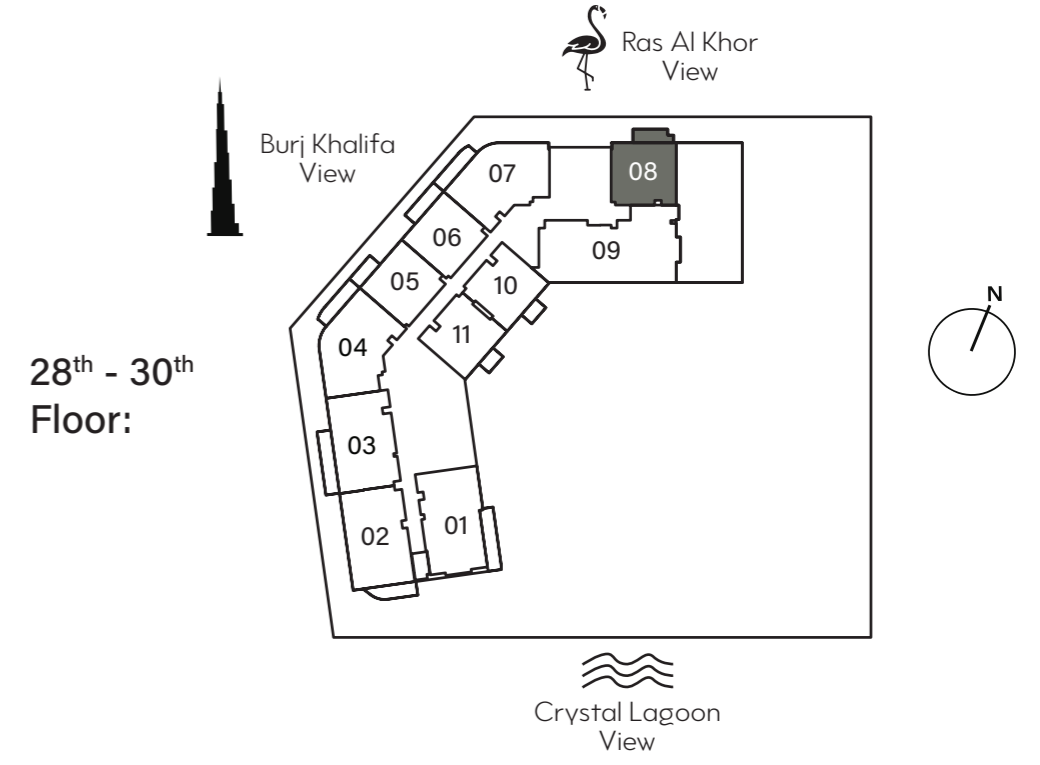 Ras Al Khor
View
Burj Khalifa
View
07
08
06
09
05
10
N
11
04
28th - 30th
Floor:
03
01
02
Crystal Lagoon
View